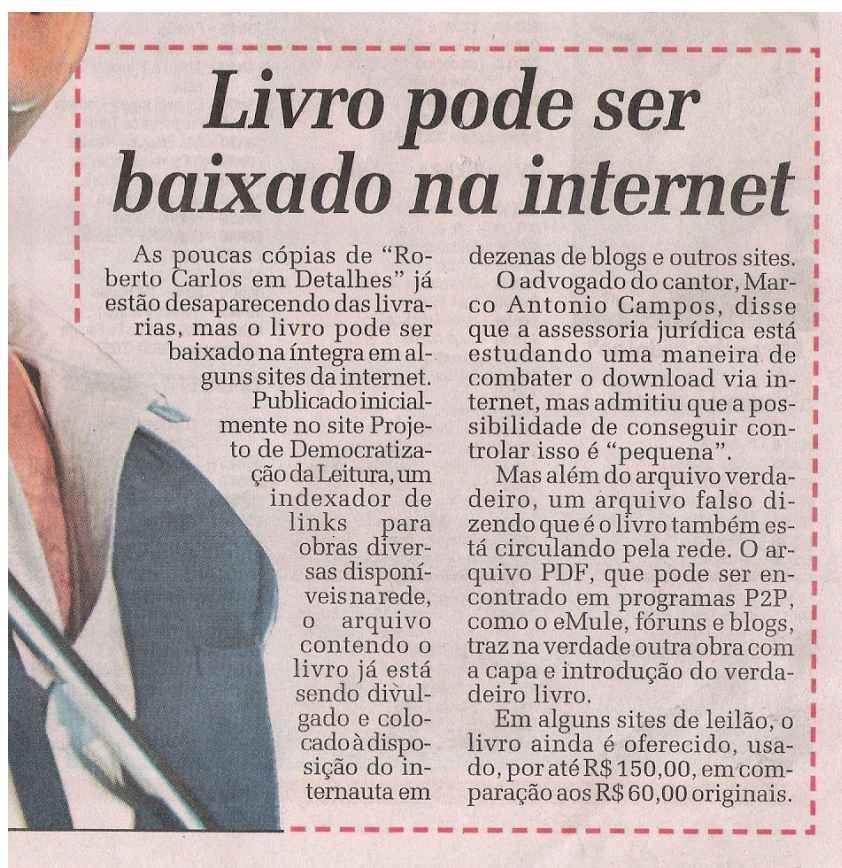 Livro pode ser
baixado na internet
As poucas cópias de “Ro-
berto Carlos em Detalhes” já
estão desaparecendo das livra-
rias, mas o livro pode ser
baixado na íntegra em al-
guns sites da internet.
Publicado inicial-
mente no site Proje-
to de Democratiza-
ção da Leitura, um
indexador de
links para
obras diver-
sas disponí-
veis na rede,
o arquivo
contendo o
livro já está
sendo divul-
gado e colo-
cado à dispo-
sição do in-
ternauta em
dezenas de blogs e outros sites.
O advogado do cantor, Mar-
co Antonio Campos, disse
que a assessoria jurídica está
estudando uma maneira de
combater o download via in-
ternet, mas admitiu que a pos-
sibilidade de conseguir con-
trolar isso é “pequena”.
Mas além do arquivo verda-
deiro, um arquivo falso di-
zendo que é o livro também es-
tá circulando pela rede. O ar-
quivo PDF, que pode ser en-
contrado em programas P2P,
como o eMule, fóruns e blogs,
traz na verdade outra obra com
a capa e introdução do verda-
deiro livro.
Em alguns sites de leilão, o
livro ainda é oferecido, usa-
do, por até R$ 150,00, em com-
paração aos R$ 60,00 originais.